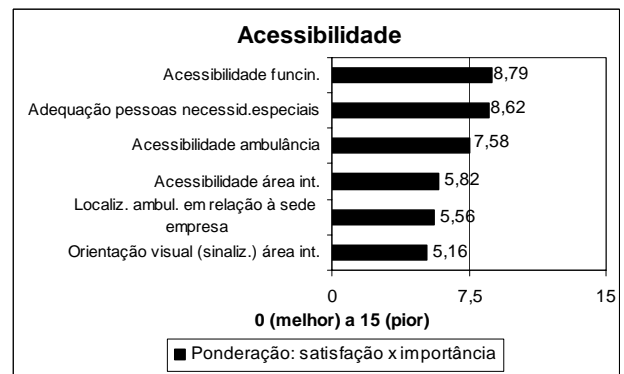 Acessibilidade
Acessibilidade funcin.
8,79
Adequação pessoas necessid.especiais
8,62
Acessibilidade ambulância
7,58
Acessibilidade área int.
5,82
Localiz. ambul. em relação à sede
empresa
5,56
Orientação visual (sinaliz.) área int.
5,16
0
7,5
15
0 (melhor) a 15 (pior)
Ponderação: satisfação x importância